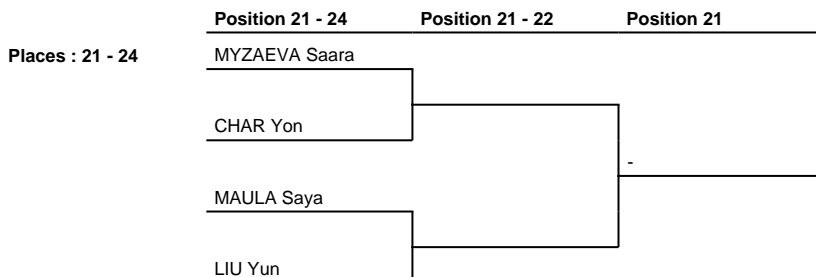 Position 21 - 24 Position 21 - 22 Position 21
Places : 21 - 24
MYZAEVA Saara
CHAR Yon
-
MAULA Saya
LIU Yun